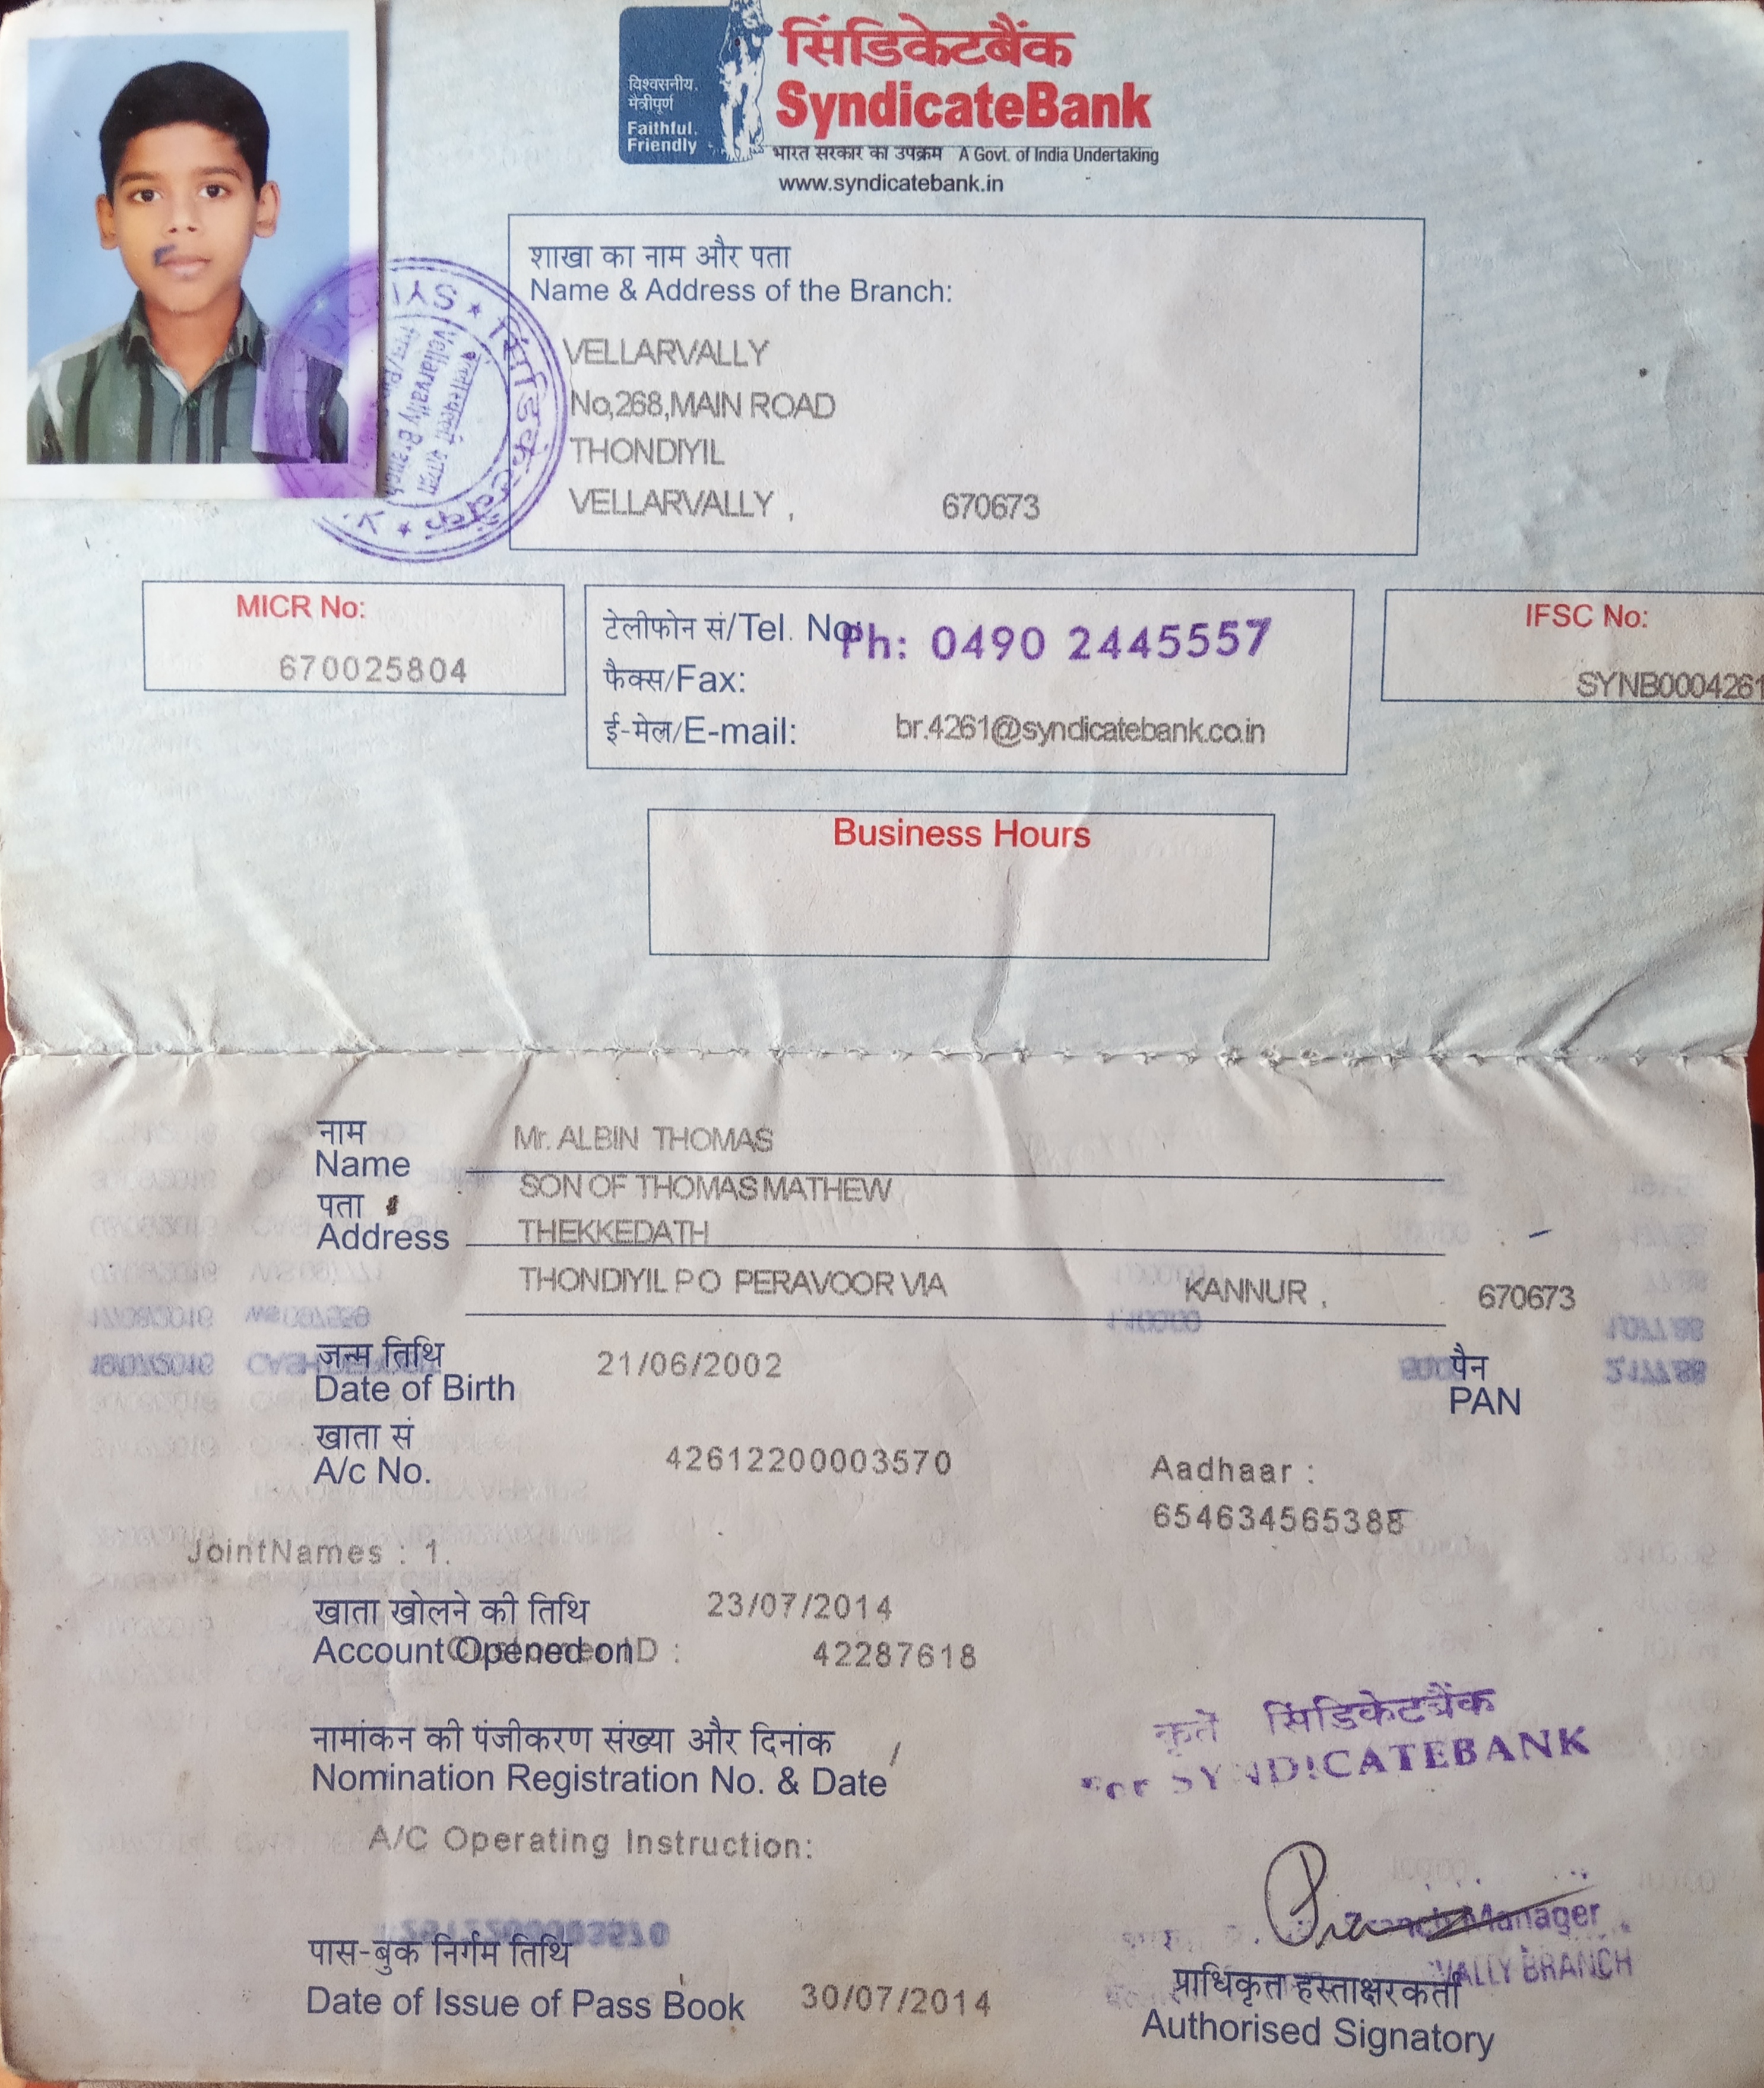 सिंडिकेटबैंक
SyndicateBank
विश्वसनीय.
मैत्रीपूर्ण
Faithful.
Friendly
भारत सरकार का उपक्रम A Govt. of India Undertaking
www.syndicatebank.in
शाखा का नाम और पता
Name & Address of the Branch:
VELLARVALLY
No,268,MAIN ROAD
THONDIYIL
VELLARVALLY , 670673
सिंडिकेटबैंक
Vellarvally Branch
MICR No:
670025804
टेलीफोन सं/Tel. No: Ph: 0490 2445557
फैक्स/Fax:
ई-मेल/E-mail: br.4261@syndicatebank.co.in
IFSC No:
SYNB0004261
Business Hours
नाम
Name Mr. ALBIN THOMAS
SON OF THOMAS MATHEW
पता
Address THEKKEDATH
THONDIYIL P O PERAVOOR VIA KANNUR , 670673
जन्म तिथि
Date of Birth 21/06/2002
पैन
PAN
खाता सं
A/c No. 42612200003570
Aadhaar :
654634565388
JointNames : 1.
खाता खोलने की तिथि 23/07/2014
Account Opened on
Customer ID : 42287618
नामांकन की पंजीकरण संख्या और दिनांक
Nomination Registration No. & Date
कृते सिंडिकेटबैंक
For SYNDICATEBANK
A/C Operating Instruction:
Branch Manager
VALLY BRANCH
पास-बुक निर्गम तिथि
Date of Issue of Pass Book 30/07/2014
प्राधिकृत हस्ताक्षरकर्ता
Authorised Signatory